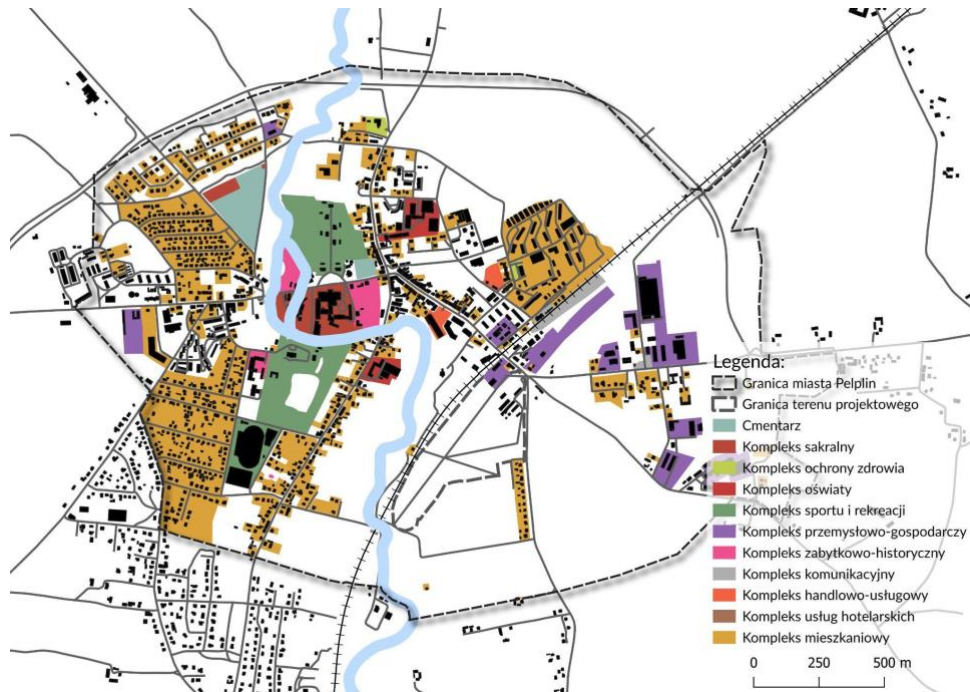 Legenda:
Granica miasta Pelplin
Granica terenu projektowego
Cmentarz
Kompleks sakralny
Kompleks ochrony zdrowia
Kompleks oświaty
Kompleks sportu i rekreacji
Kompleks przemysłowo-gospodarczy
Kompleks zabytkowo-historyczny
Kompleks komunikacyjny
Kompleks handlowo-usługowy
Kompleks usług hotelarskich
Kompleks mieszkaniowy
0 250 500 m